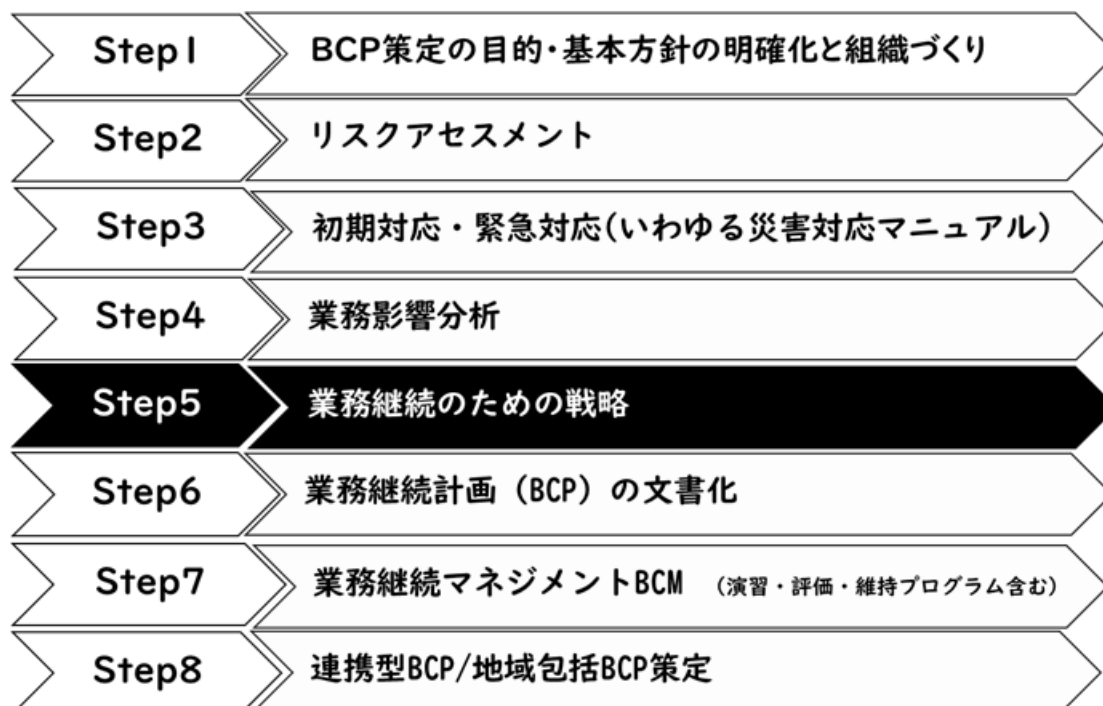 Step1 BCP策定の目的・基本方針の明確化と組織づくり
Step2 リスクアセスメント
Step3 初期対応・緊急対応(いわゆる災害対応マニュアル)
Step4 業務影響分析
Step5 業務継続のための戦略
Step6 業務継続計画（BCP）の文書化
Step7 業務継続マネジメントBCM （演習・評価・維持プログラム含む）
Step8 連携型BCP/地域包括BCP策定